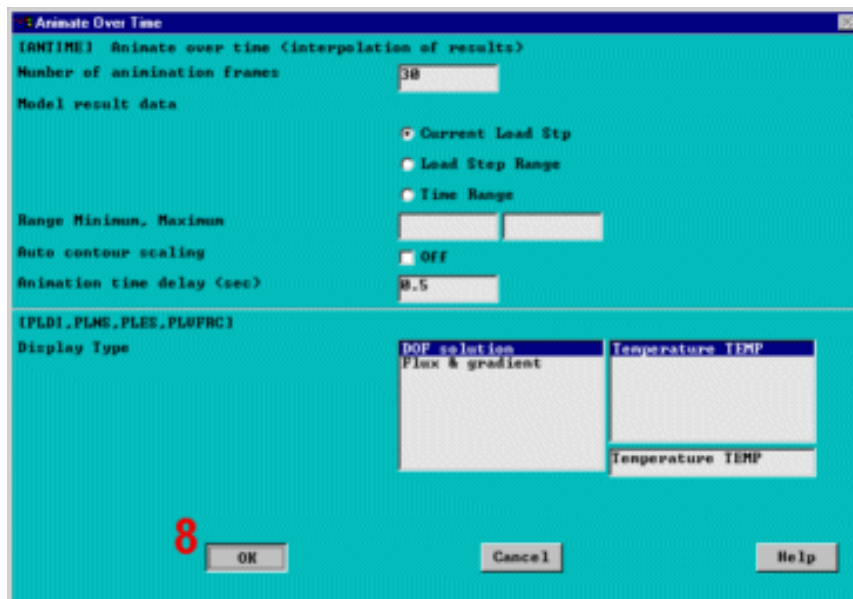 Animate Over Time
[ANTIME] Animate over time (interpolation of results)
Number of animination frames
30
Model result data
Current Load Stp
Load Step Range
Time Range
Range Minimum, Maximum
Auto contour scaling
Off
Animation time delay (sec)
0.5
[PLDI,PLNS,PLES,PLVFRC]
Display Type
DOF solution
Flux & gradient
Temperature TEMP
Temperature TEMP
8
OK
Cancel
Help